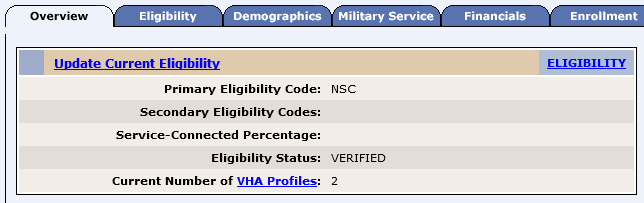 Overview Eligibility Demographics Military Service Financials Enrollment
Update Current Eligibility ELIGIBILITY
Primary Eligibility Code: NSC
Secondary Eligibility Codes:
Service-Connected Percentage:
Eligibility Status: VERIFIED
Current Number of VHA Profiles: 2